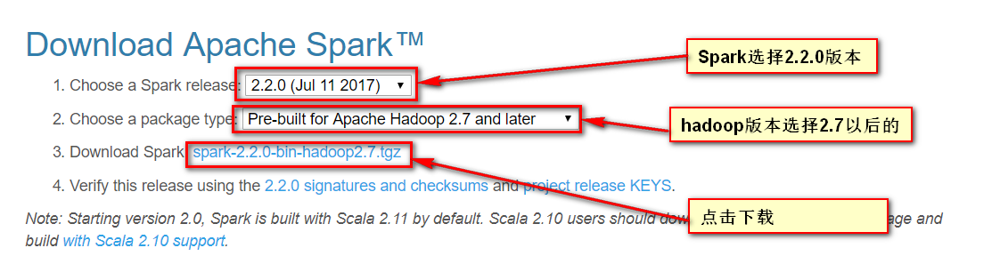 Download Apache Spark™
Spark选择2.2.0版本
1. Choose a Spark release: 2.2.0 (Jul 11 2017)
2. Choose a package type: Pre-built for Apache Hadoop 2.7 and later
hadoop版本选择2.7以后的
3. Download Spark: spark-2.2.0-bin-hadoop2.7.tgz
4. Verify this release using the 2.2.0 signatures and checksums and project release KEYS.
点击下载
Note: Starting version 2.0, Spark is built with Scala 2.11 by default. Scala 2.10 users should age and
build with Scala 2.10 support.